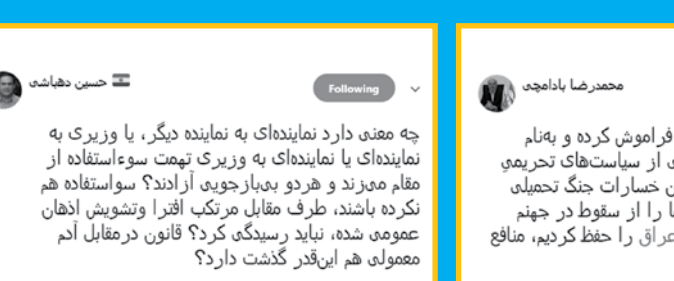 محمدرضا بادامچی
فراموش کرده و به‌نام
ی از سیاست‌های تحریمیِ
ن خسارات جنگ تحمیلی
ا را از سقوط در جهنم
عراق را حفظ کردیم، منافع
حسین دهباشی
Following
چه معنی دارد نماینده‌ای به نماینده دیگر، یا وزیری به
نماینده‌ای یا نماینده‌ای به وزیری تهمت سوءاستفاده از
مقام می‌زند و هردو بی‌بازجویی آزادند؟ سواستفاده هم
نکرده باشند، طرف مقابل مرتکب افترا وتشویش اذهان
عمومی شده، نباید رسیدگی کرد؟ قانون درمقابل آدم
معمولی هم این‌قدر گذشت دارد؟